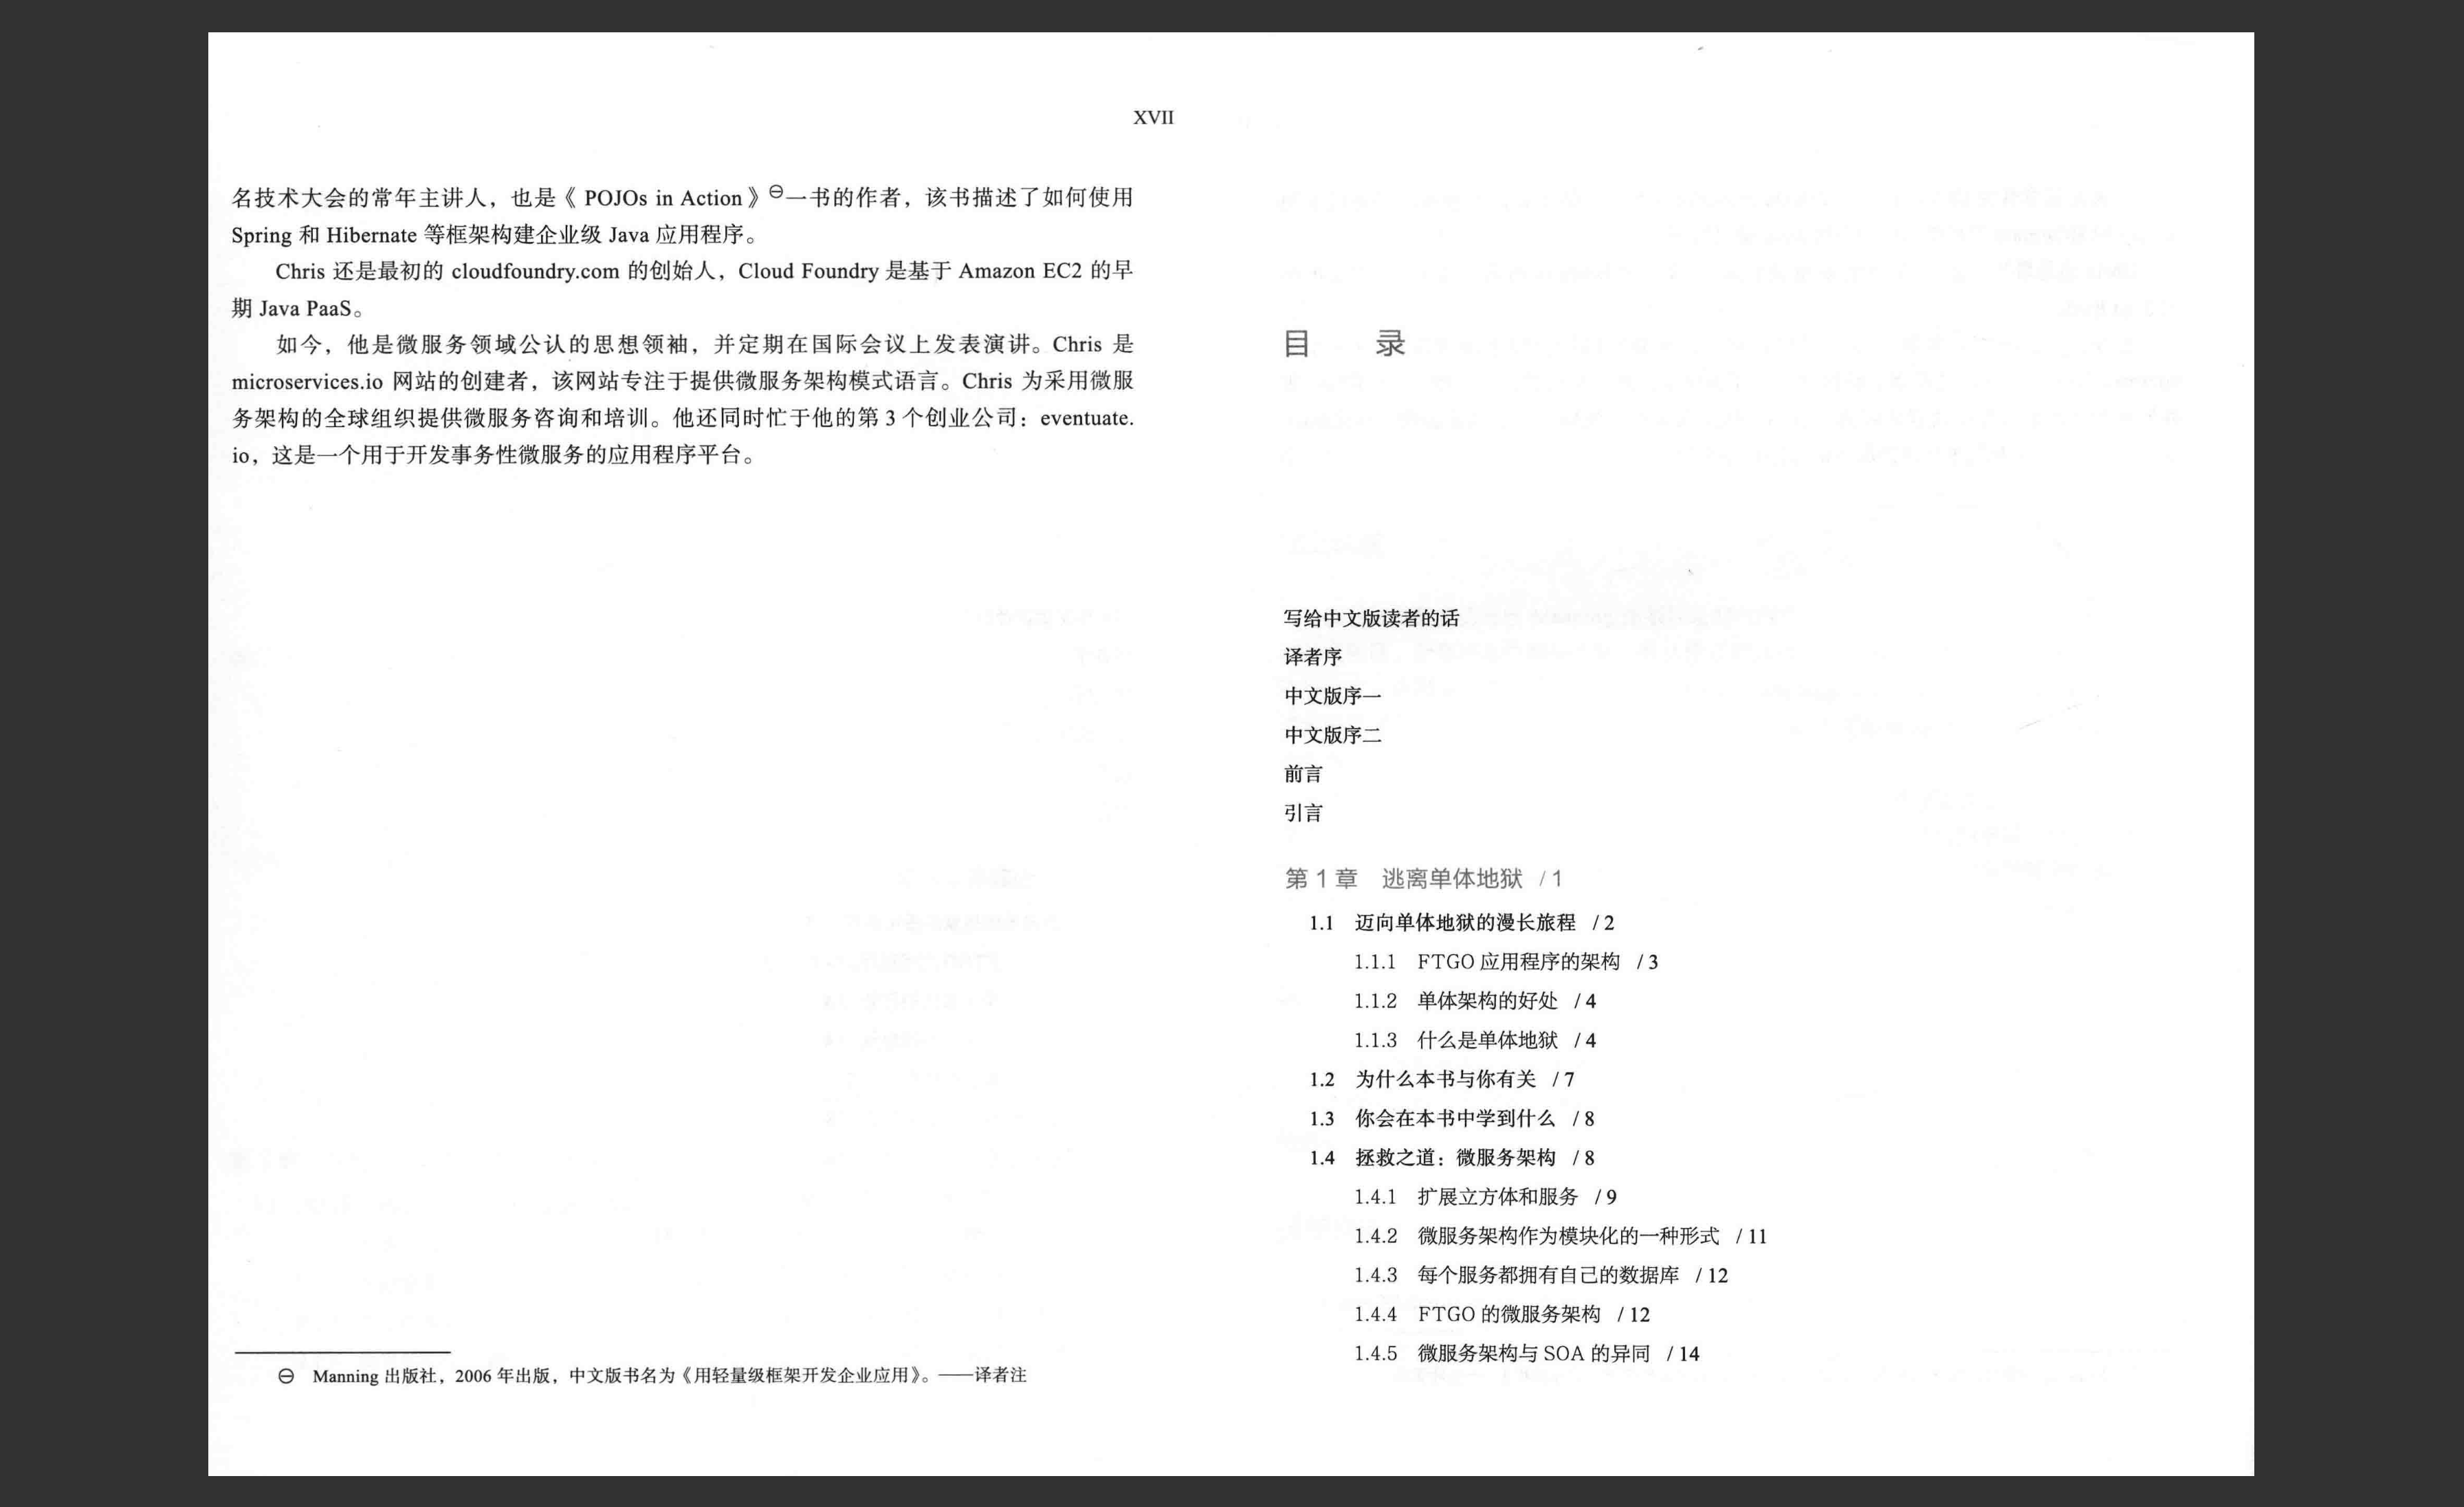 XVII
名技术大会的常年主讲人，也是《 POJOs in Action 》⊖一书的作者，该书描述了如何使用
Spring 和 Hibernate 等框架构建企业级 Java 应用程序。
Chris 还是最初的 cloudfoundry.com 的创始人，Cloud Foundry 是基于 Amazon EC2 的早
期 Java PaaS。
如今，他是微服务领域公认的思想领袖，并定期在国际会议上发表演讲。Chris 是
microservices.io 网站的创建者，该网站专注于提供微服务架构模式语言。Chris 为采用微服
务架构的全球组织提供微服务咨询和培训。他还同时忙于他的第 3 个创业公司：eventuate.
io，这是一个用于开发事务性微服务的应用程序平台。
⊖ Manning 出版社，2006 年出版，中文版书名为《用轻量级框架开发企业应用》。——译者注
目 录
写给中文版读者的话
译者序
中文版序一
中文版序二
前言
引言
第 1 章 逃离单体地狱 / 1
1.1 迈向单体地狱的漫长旅程 / 2
1.1.1 FTGO 应用程序的架构 / 3
1.1.2 单体架构的好处 / 4
1.1.3 什么是单体地狱 / 4
1.2 为什么本书与你有关 / 7
1.3 你会在本书中学到什么 / 8
1.4 拯救之道：微服务架构 / 8
1.4.1 扩展立方体和服务 / 9
1.4.2 微服务架构作为模块化的一种形式 / 11
1.4.3 每个服务都拥有自己的数据库 / 12
1.4.4 FTGO 的微服务架构 / 12
1.4.5 微服务架构与 SOA 的异同 / 14